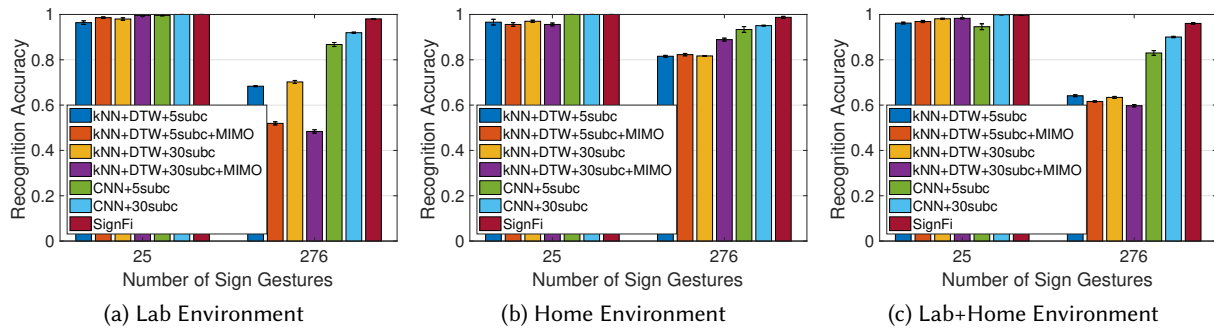 1
0.8
0.6
0.4
0.2
0
Recognition Accuracy
kNN+DTW+5subc
kNN+DTW+5subc+MIMO
kNN+DTW+30subc
kNN+DTW+30subc+MIMO
CNN+5subc
CNN+30subc
SignFi
25 276
Number of Sign Gestures
(a) Lab Environment
1
0.8
0.6
0.4
0.2
0
Recognition Accuracy
kNN+DTW+5subc
kNN+DTW+5subc+MIMO
kNN+DTW+30subc
kNN+DTW+30subc+MIMO
CNN+5subc
CNN+30subc
SignFi
25 276
Number of Sign Gestures
(b) Home Environment
1
0.8
0.6
0.4
0.2
0
Recognition Accuracy
kNN+DTW+5subc
kNN+DTW+5subc+MIMO
kNN+DTW+30subc
kNN+DTW+30subc+MIMO
CNN+5subc
CNN+30subc
SignFi
25 276
Number of Sign Gestures
(c) Lab+Home Environment